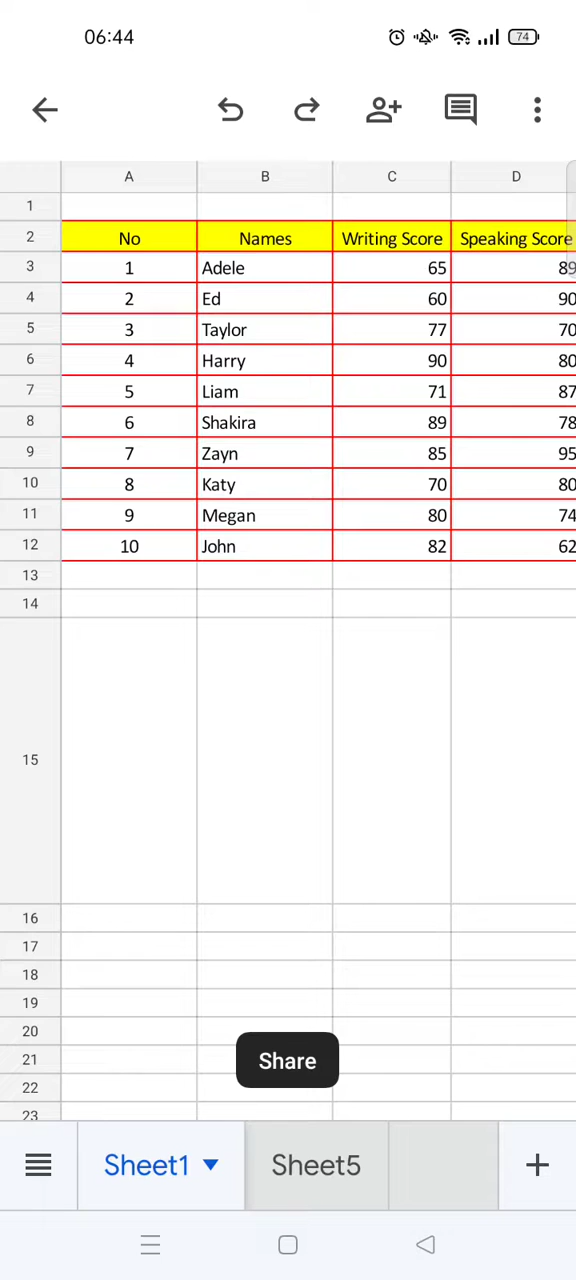 06:44 74
A B C D
1
2 No Names Writing Score Speaking Score
3 1 Adele 65 89
4 2 Ed 60 90
5 3 Taylor 77 70
6 4 Harry 90 80
7 5 Liam 71 87
8 6 Shakira 89 78
9 7 Zayn 85 95
10 8 Katy 70 80
11 9 Megan 80 74
12 10 John 82 62
13
14
15
16
17
18
19
20
21
Share
22
23
Sheet1 Sheet5